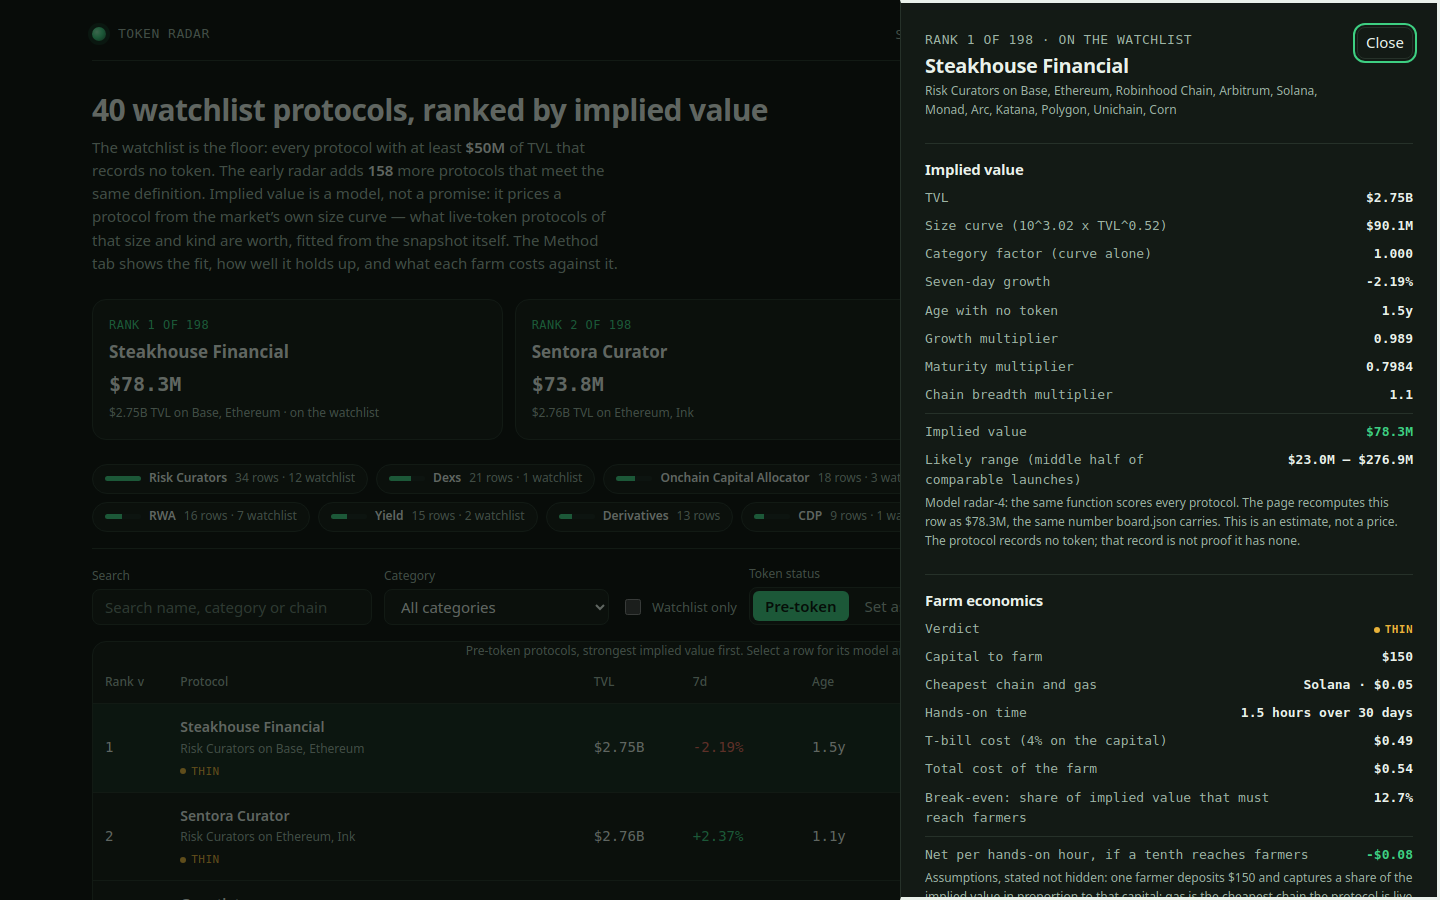 TOKEN RADAR
40 watchlist protocols, ranked by implied value
The watchlist is the floor: every protocol with at least $50M of TVL that
records no token. The early radar adds 158 more protocols that meet the
same definition. Implied value is a model, not a promise: it prices a
protocol from the market's own size curve — what live-token protocols of
that size and kind are worth, fitted from the snapshot itself. The Method
tab shows the fit, how well it holds up, and what each farm costs against it.
RANK 1 OF 198
Steakhouse Financial
$78.3M
$2.75B TVL on Base, Ethereum · on the watchlist
RANK 2 OF 198
Sentora Curator
$73.8M
$2.76B TVL on Ethereum, Ink
Risk Curators 34 rows · 12 watchlist
Dexs 21 rows · 1 watchlist
Onchain Capital Allocator 18 rows · 3 wat
RWA 16 rows · 7 watchlist
Yield 15 rows · 2 watchlist
Derivatives 13 rows
CDP 9 rows · 1 wa
Search
Search name, category or chain
Category
All categories
Watchlist only
Token status
Pre-token
Set a
Pre-token protocols, strongest implied value first. Select a row for its model a
Rank v Protocol TVL 7d Age
1 Steakhouse Financial $2.75B -2.19% 1.5y
Risk Curators on Base, Ethereum
THIN
2 Sentora Curator $2.76B +2.37% 1.1y
Risk Curators on Ethereum, Ink
THIN
RANK 1 OF 198 · ON THE WATCHLIST
Close
Steakhouse Financial
Risk Curators on Base, Ethereum, Robinhood Chain, Arbitrum, Solana,
Monad, Arc, Katana, Polygon, Unichain, Corn
Implied value
TVL $2.75B
Size curve (10^3.02 x TVL^0.52) $90.1M
Category factor (curve alone) 1.000
Seven-day growth -2.19%
Age with no token 1.5y
Growth multiplier 0.989
Maturity multiplier 0.7984
Chain breadth multiplier 1.1
Implied value $78.3M
Likely range (middle half of $23.0M — $276.9M
comparable launches)
Model radar-4: the same function scores every protocol. The page recomputes this
row as $78.3M, the same number board.json carries. This is an estimate, not a price.
The protocol records no token; that record is not proof it has none.
Farm economics
Verdict THIN
Capital to farm $150
Cheapest chain and gas Solana · $0.05
Hands-on time 1.5 hours over 30 days
T-bill cost (4% on the capital) $0.49
Total cost of the farm $0.54
Break-even: share of implied value that must 12.7%
reach farmers
Net per hands-on hour, if a tenth reaches farmers -$0.08
Assumptions, stated not hidden: one farmer deposits $150 and captures a share of the
implied value in proportion to that capital; gas is the cheapest chain the protocol is live